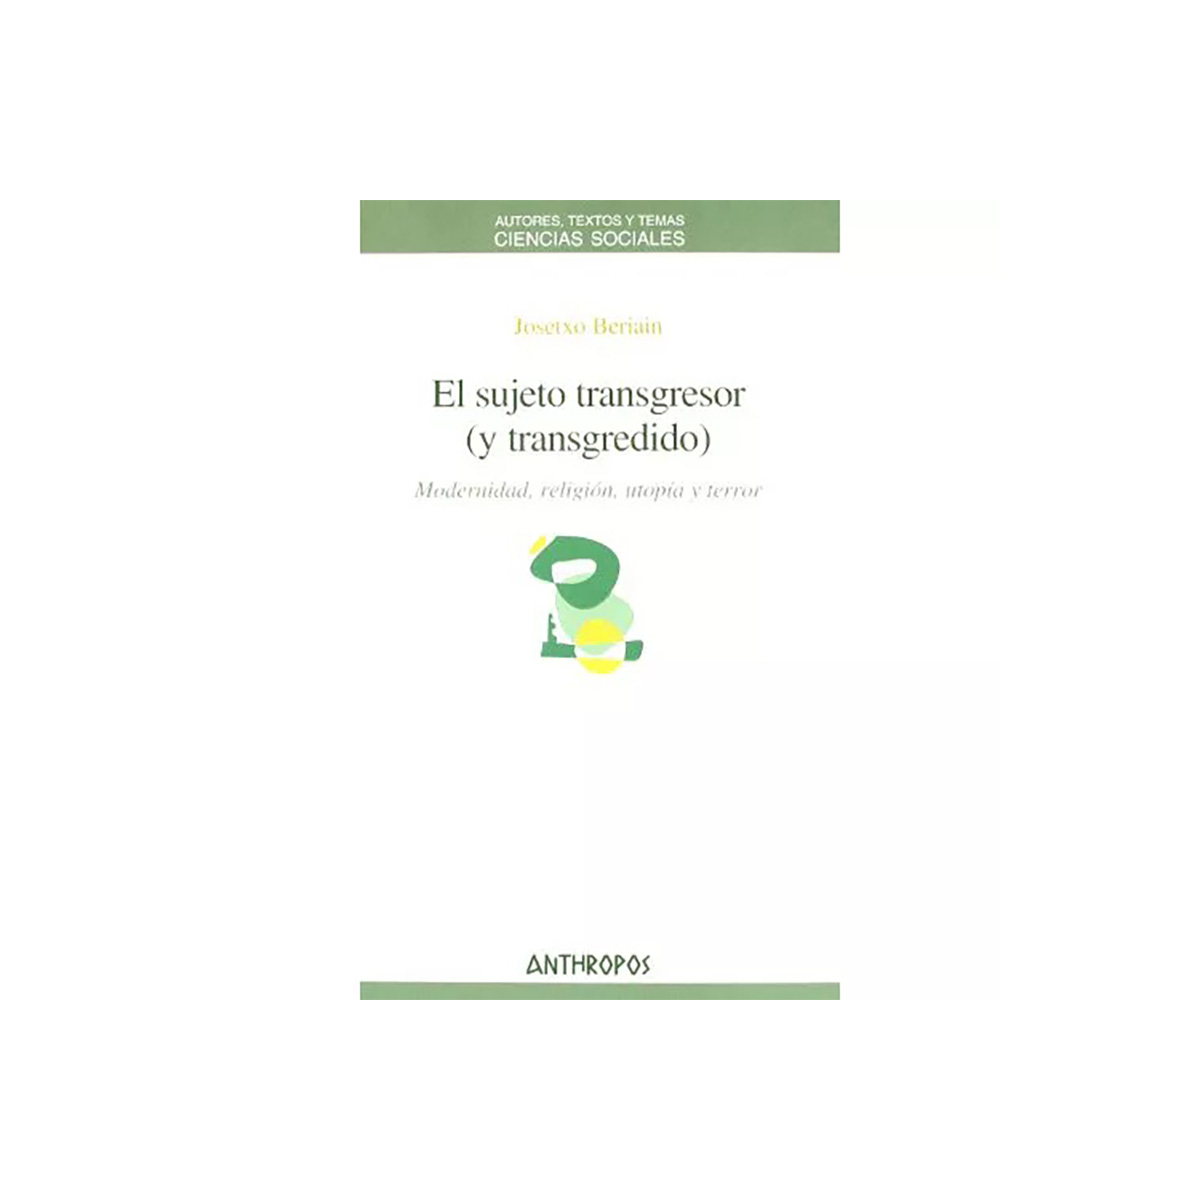 AUTORES, TEXTOS Y TEMAS
CIENCIAS SOCIALES
Josetxo Beriain
El sujeto transgresor
(y transgredido)
Modernidad, religión, utopía y terror
ANTHROPOS